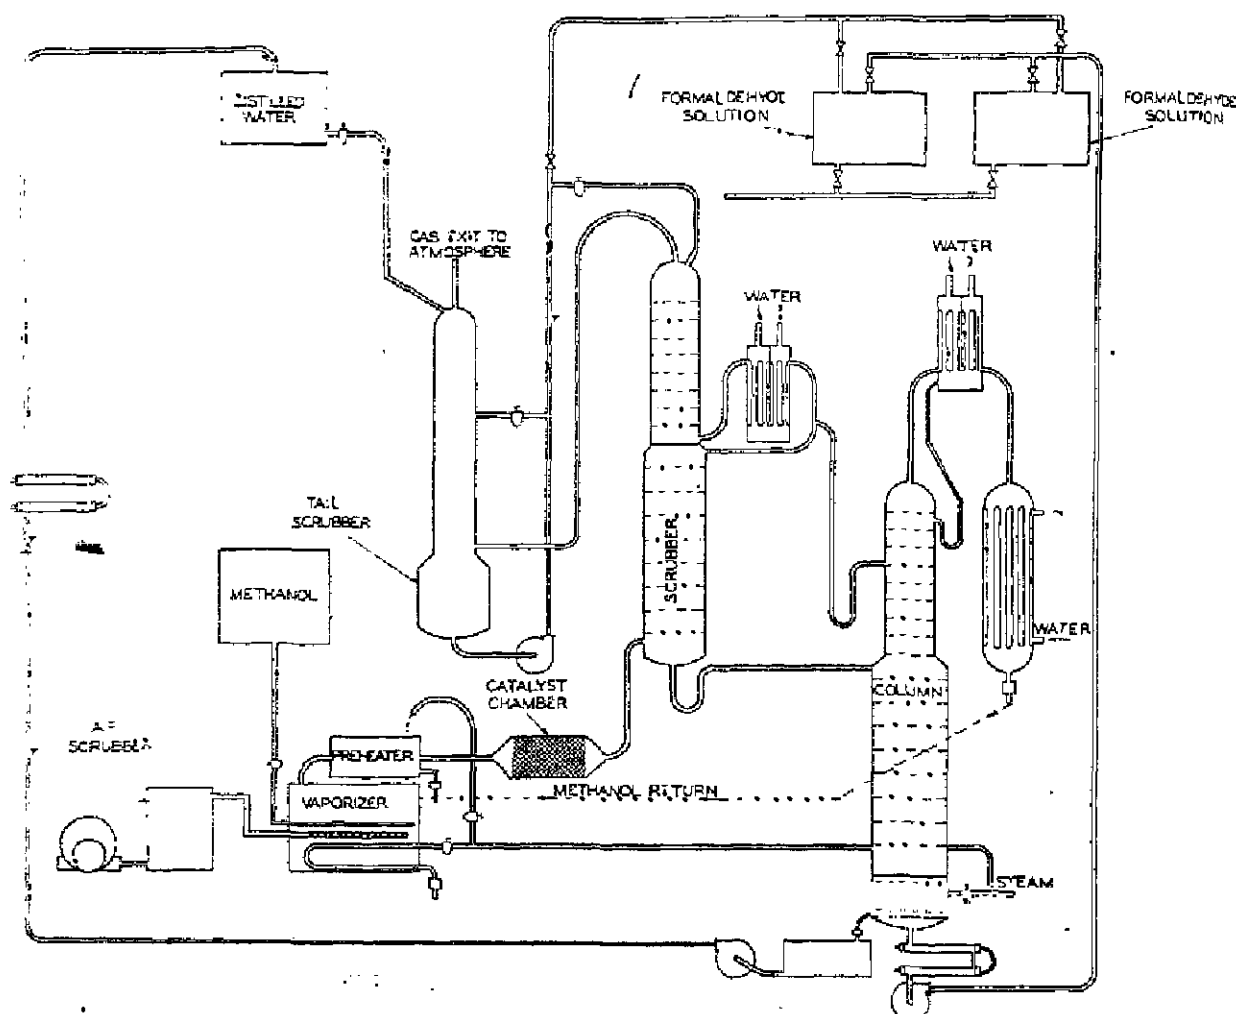 DISTILLED
WATER
FORMALDEHYDE
SOLUTION
FORMALDEHYDE
SOLUTION
GAS EXIT TO
ATMOSPHERE
WATER
WATER
TAIL
SCRUBBER
SCRUBBER
METHANOL
WATER
CATALYST
CHAMBER
COLUMN
SCRUBBER
PREHEATER
METHANOL RETURN
VAPORIZER
STEAM